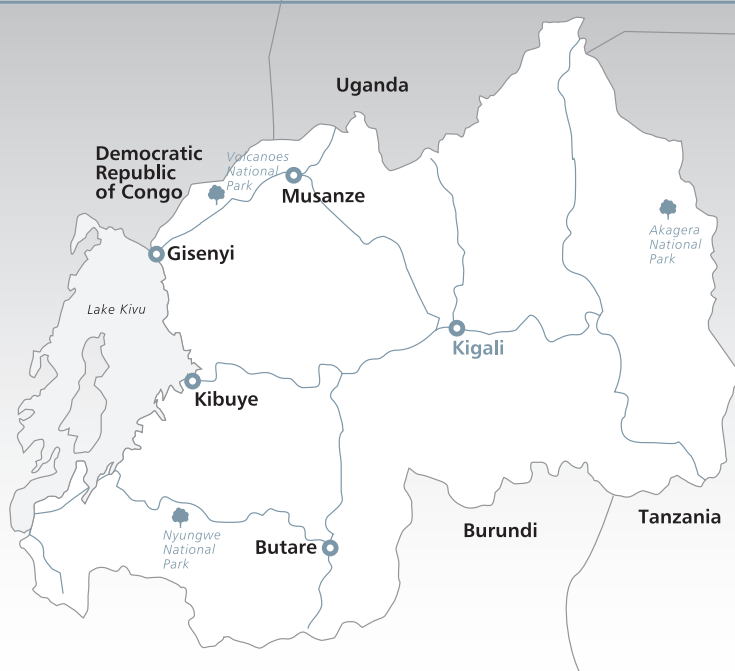 Uganda
Democratic
Republic
of Congo
Volcanoes
National
Park
Musanze
Akagera
National
Park
Gisenyi
Lake Kivu
Kigali
Kibuye
Nyungwe
National
Park
Butare
Burundi
Tanzania